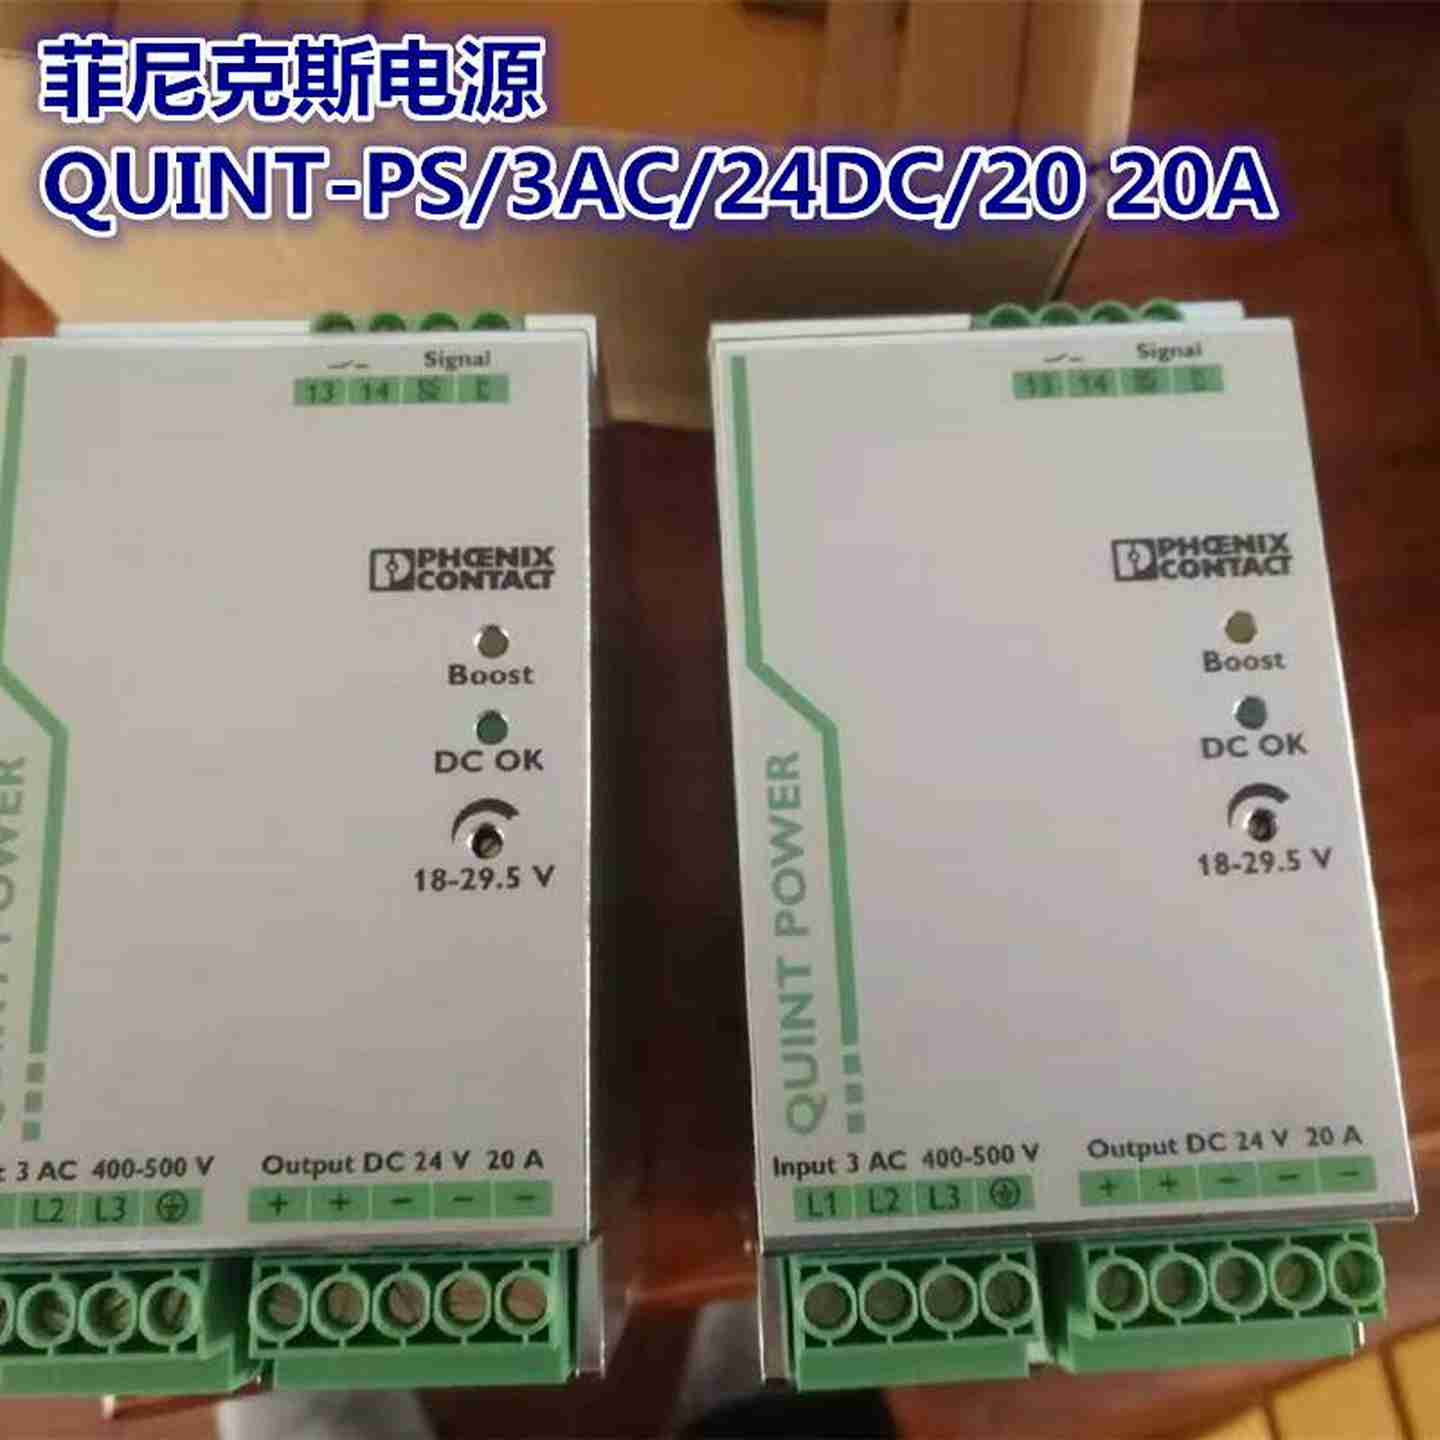 菲尼克斯电源
QUINT-PS/3AC/24DC/20 20A
Signal
13 14
PHŒNIX
CONTACT
Boost
DC OK
18-29.5 V
POWER
3 AC 400-500 V
Output DC 24 V 20 A
L2 L3
+ + − − −
Signal
13 14
PHŒNIX
CONTACT
Boost
DC OK
18-29.5 V
QUINT POWER
Input 3 AC 400-500 V
Output DC 24 V 20 A
L1 L2 L3
+ + − − −